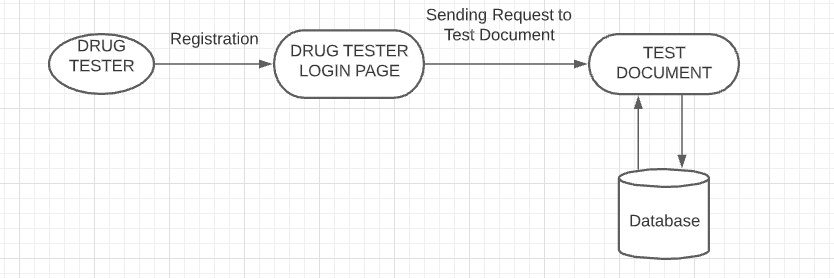 DRUG
TESTER
Registration
DRUG TESTER
LOGIN PAGE
Sending Request to
Test Document
TEST
DOCUMENT
Database